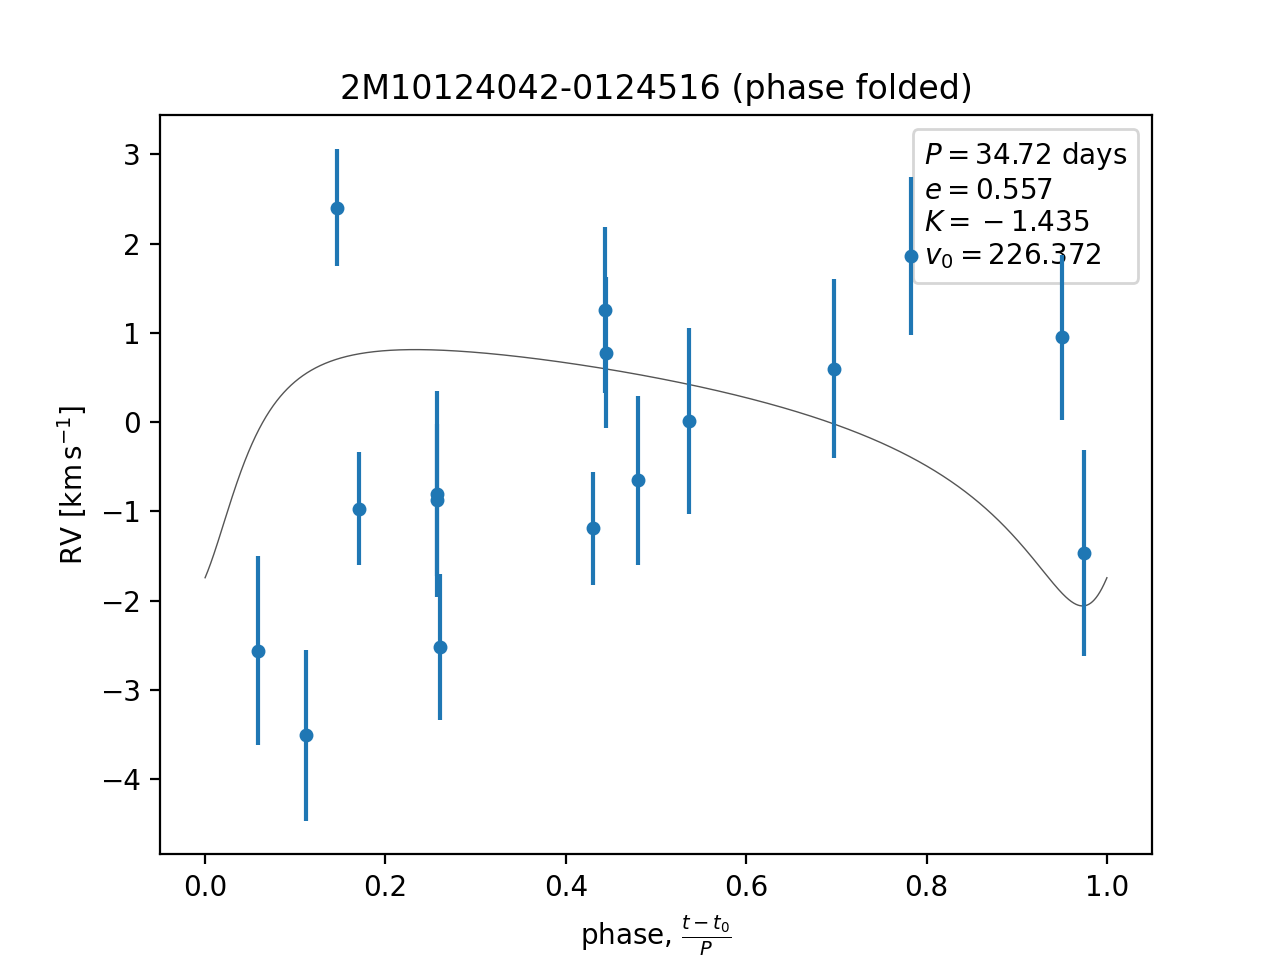 2M10124042-0124516 (phase folded)
P = 34.72 days
e = 0.557
K = −1.435
v₀ = 226.372
RV [km s⁻¹]
3
2
1
0
−1
−2
−3
−4
0.0 0.2 0.4 0.6 0.8 1.0
phase, (t − t₀)/P